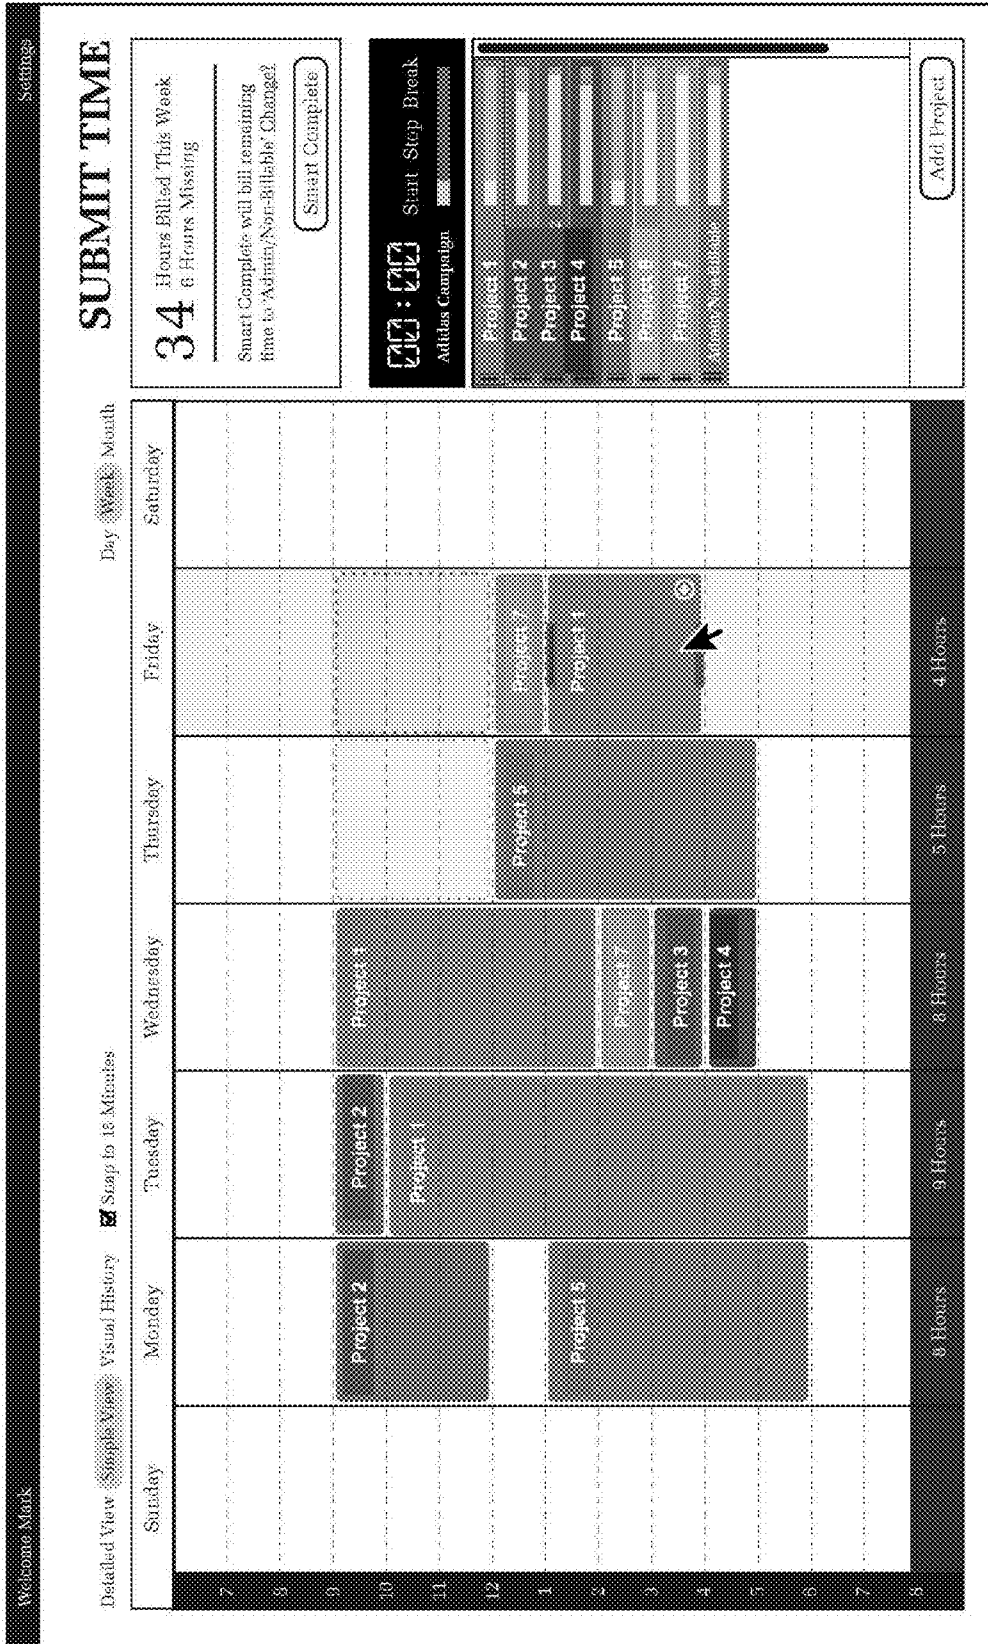 Welcome Mark
Settings
Detailed View Simple View Visual History
Snap to 15 Minutes
Day Week Month
SUBMIT TIME
Sunday Monday Tuesday Wednesday Thursday Friday Saturday
7
8
9
10
11
12
1
2
3
4
5
7
8
Project 2
Project 2
Project 1
Project 1
Project 3
Project 4
Project 5
8 Hours
9 Hours
8 Hours
5 Hours
4 Hours
34
Hours Billed This Week
6 Hours Missing
Smart Complete will bill remaining
time to 'Admin/Non-Billable' Change?
Smart Complete
00:00
Start Stop Break
Adidas Campaign
Project 1
Project 2
Project 3
Project 4
Project 5
Add Project